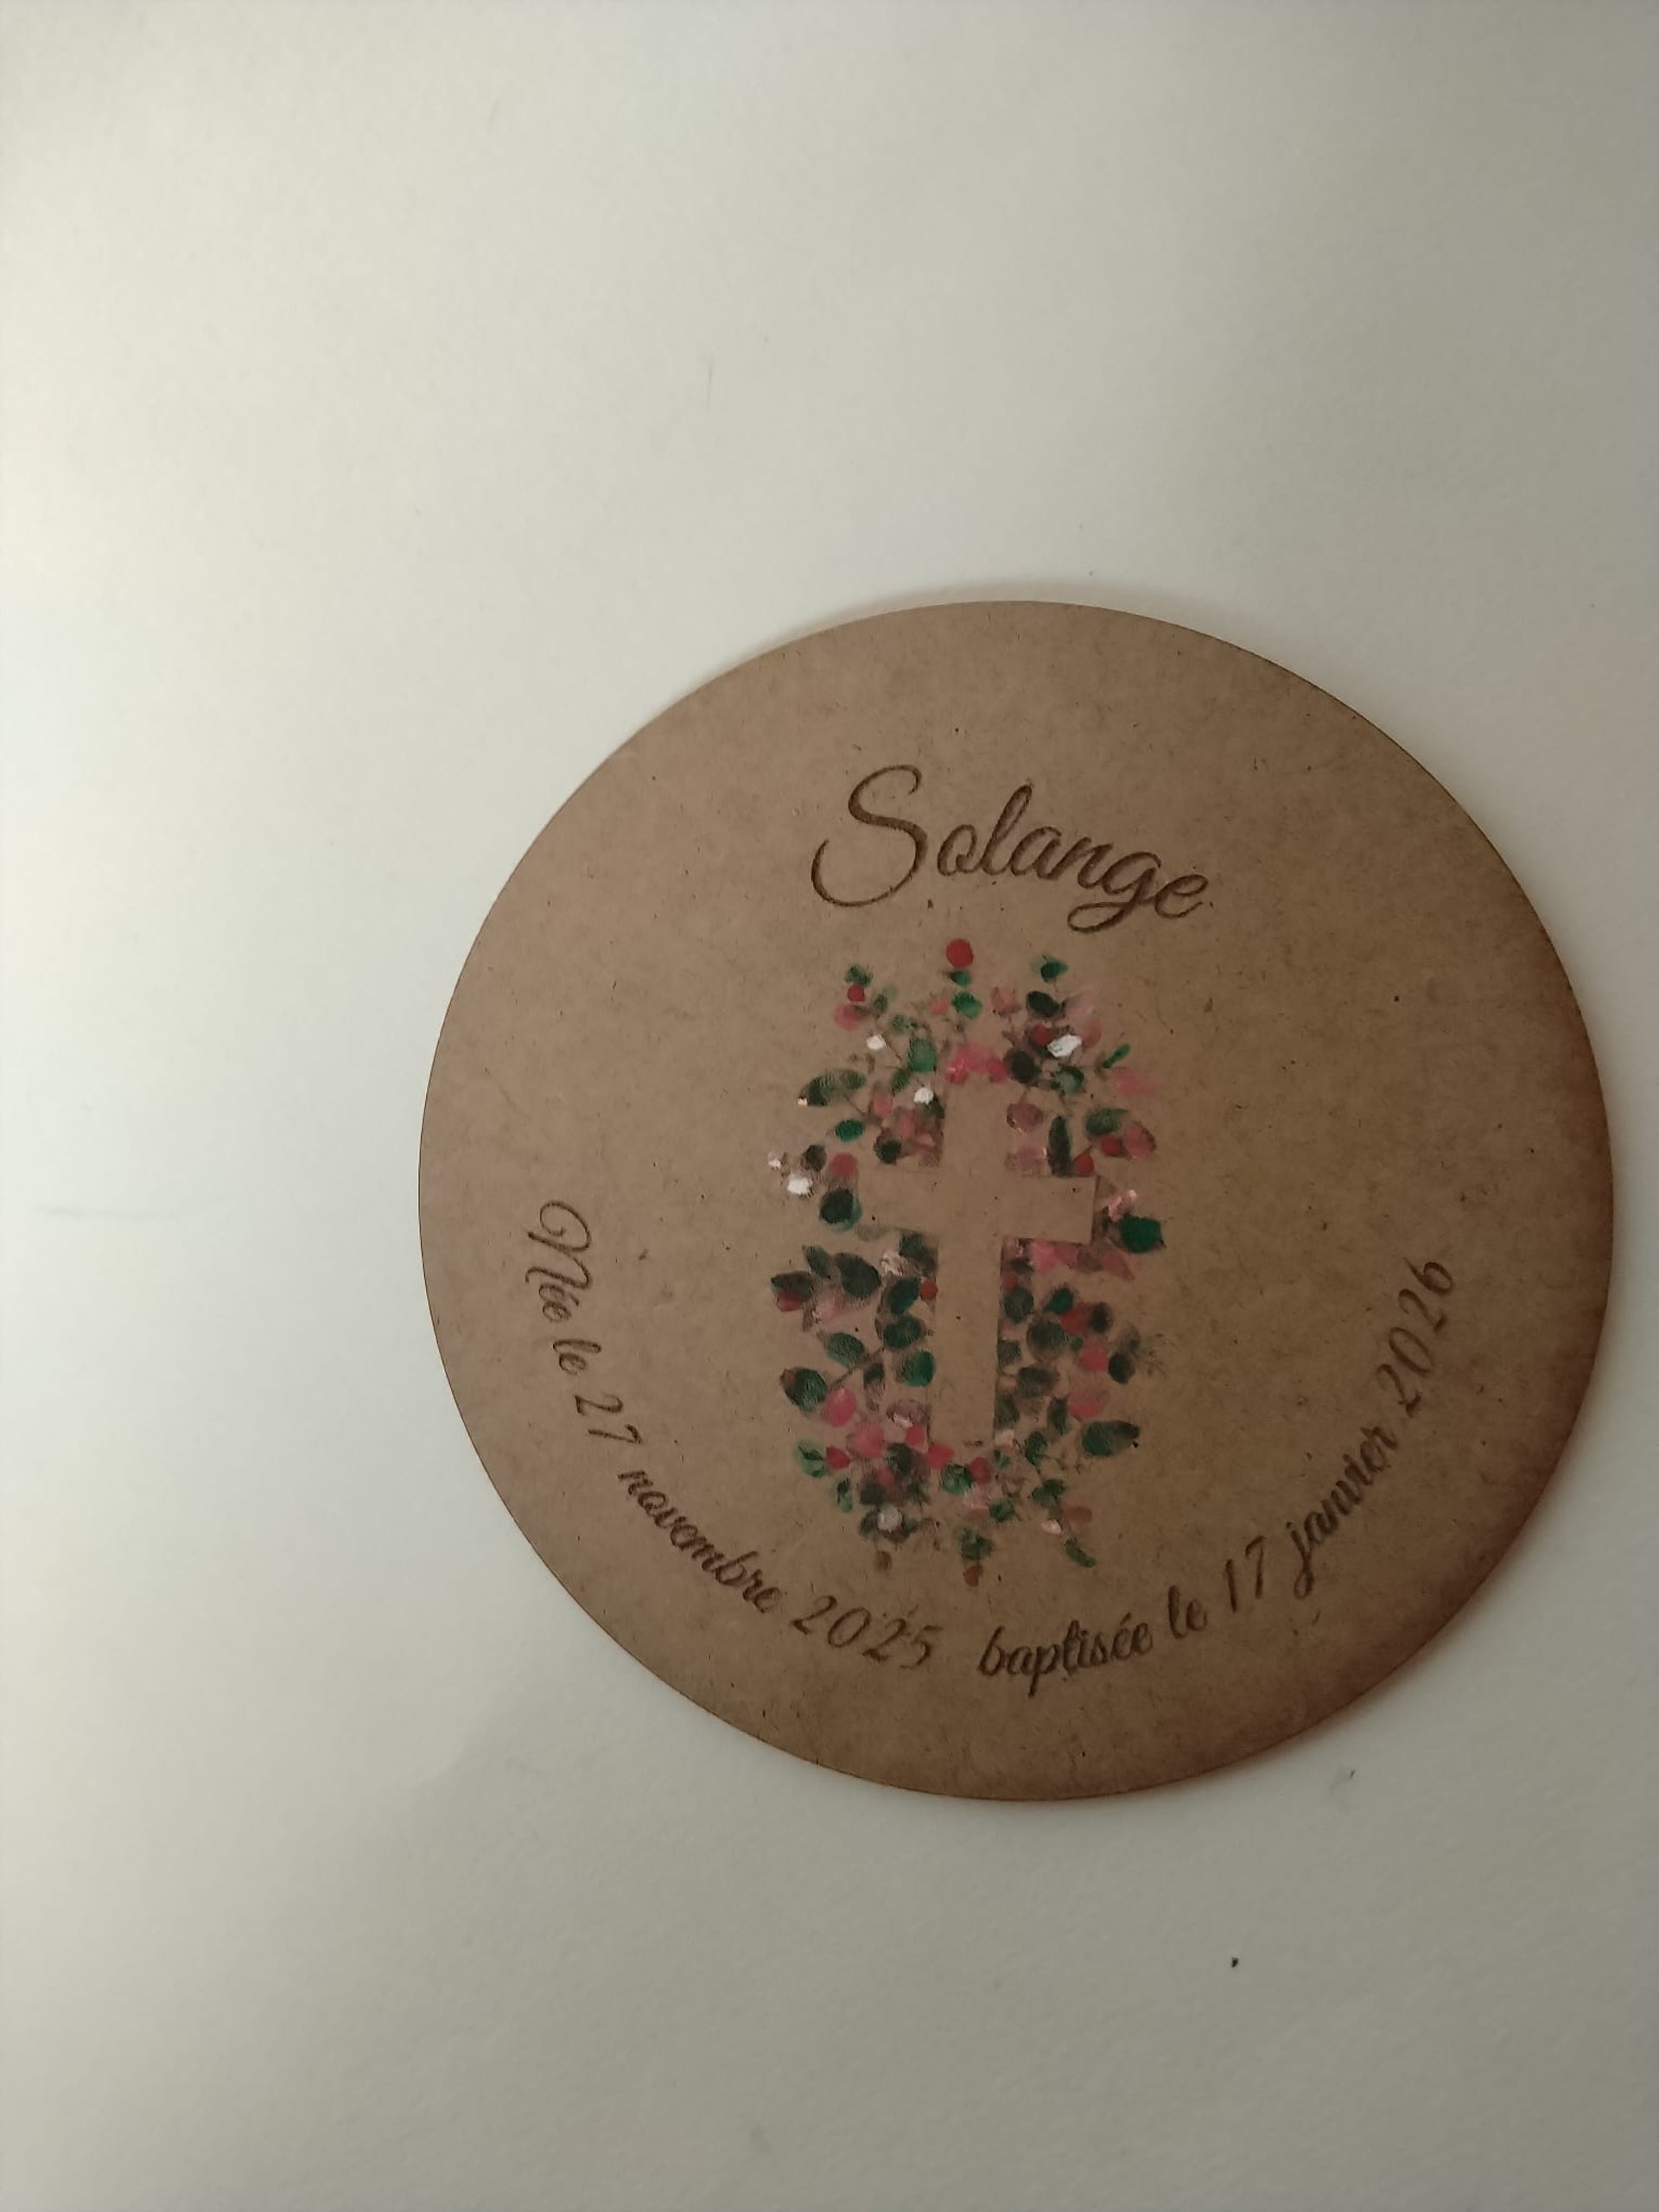 Solange
Née le 27 novembre 2025 baptisée le 17 janvier 2026